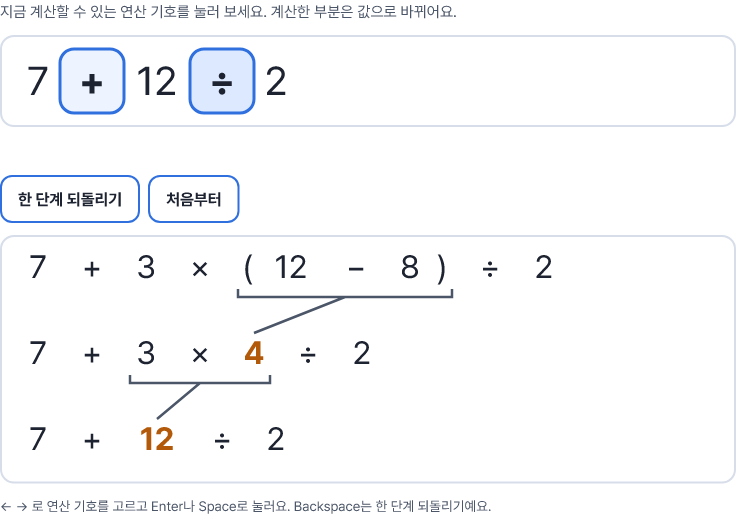 지금 계산할 수 있는 연산 기호를 눌러 보세요. 계산한 부분은 값으로 바뀌어요.
7 + 12 ÷ 2
한 단계 되돌리기 처음부터
7 + 3 × ( 12 − 8 ) ÷ 2
7 + 3 × 4 ÷ 2
7 + 12 ÷ 2
← → 로 연산 기호를 고르고 Enter나 Space로 눌러요. Backspace는 한 단계 되돌리기예요.